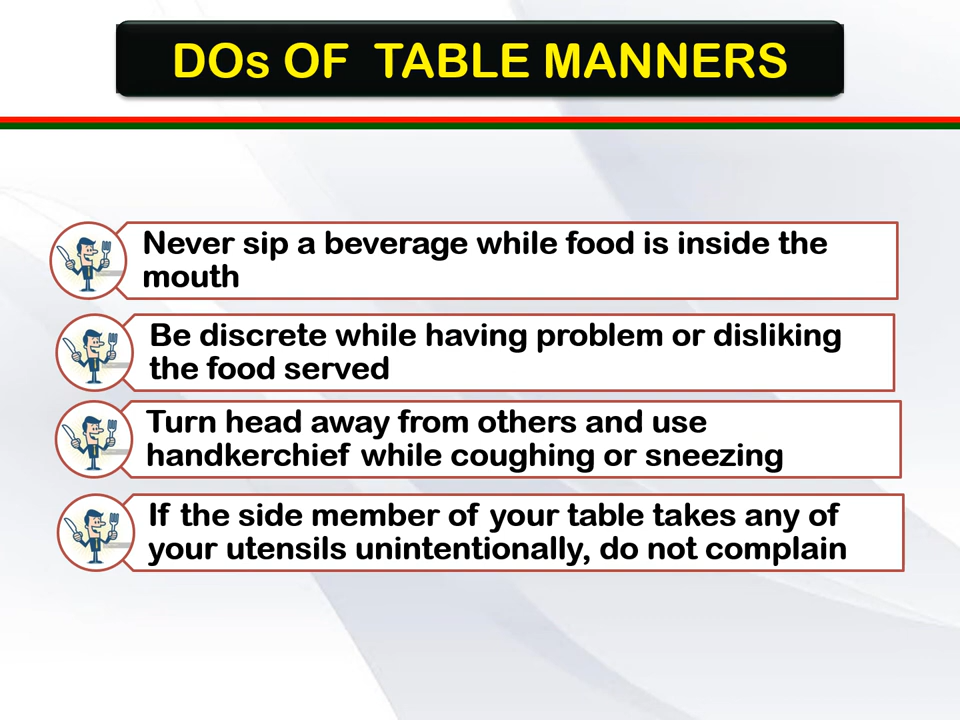 DOs OF TABLE MANNERS
Never sip a beverage while food is inside the
mouth
Be discrete while having problem or disliking
the food served
Turn head away from others and use
handkerchief while coughing or sneezing
If the side member of your table takes any of
your utensils unintentionally, do not complain